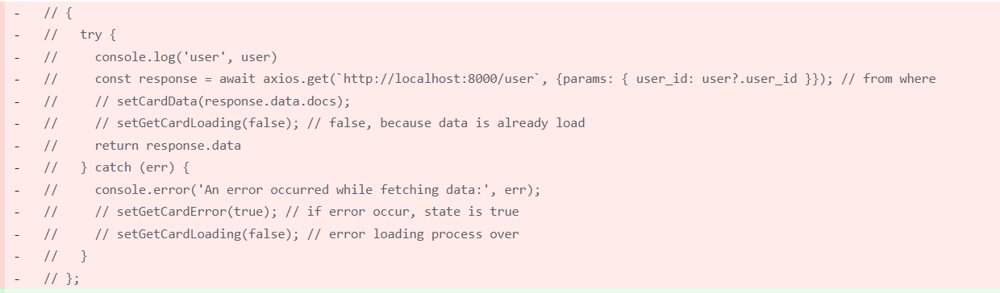 - // {
- //   try {
- //     console.log('user', user)
- //     const response = await axios.get(`http://localhost:8000/user`, {params: { user_id: user?.user_id }}); // from where
- //     // setCardData(response.data.docs);
- //     // setGetCardLoading(false); // false, because data is already load
- //     return response.data
- //   } catch (err) {
- //     console.error('An error occurred while fetching data:', err);
- //     // setGetCardError(true); // if error occur, state is true
- //     // setGetCardLoading(false); // error loading process over
- //   }
- // };